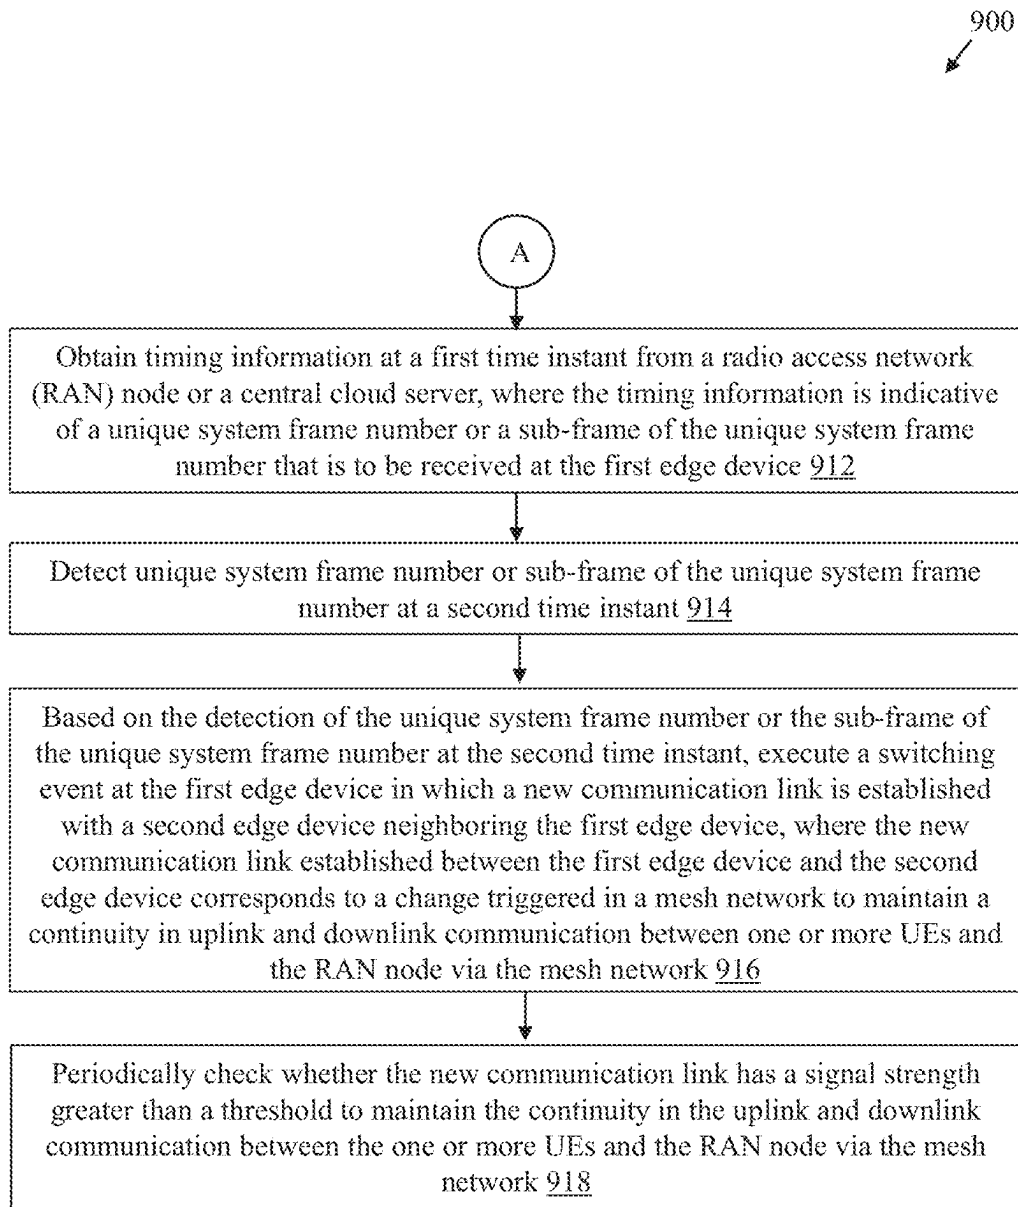 900
A
Obtain timing information at a first time instant from a radio access network
(RAN) node or a central cloud server, where the timing information is indicative
of a unique system frame number or a sub-frame of the unique system frame
number that is to be received at the first edge device 912
Detect unique system frame number or sub-frame of the unique system frame
number at a second time instant 914
Based on the detection of the unique system frame number or the sub-frame of
the unique system frame number at the second time instant, execute a switching
event at the first edge device in which a new communication link is established
with a second edge device neighboring the first edge device, where the new
communication link established between the first edge device and the second
edge device corresponds to a change triggered in a mesh network to maintain a
continuity in uplink and downlink communication between one or more UEs and
the RAN node via the mesh network 916
Periodically check whether the new communication link has a signal strength
greater than a threshold to maintain the continuity in the uplink and downlink
communication between the one or more UEs and the RAN node via the mesh
network 918